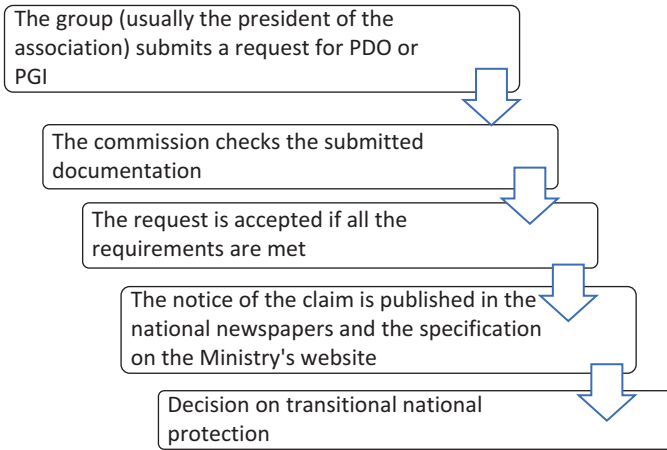 The group (usually the president of the
association) submits a request for PDO or
PGI
The commission checks the submitted
documentation
The request is accepted if all the
requirements are met
The notice of the claim is published in the
national newspapers and the specification
on the Ministry's website
Decision on transitional national
protection